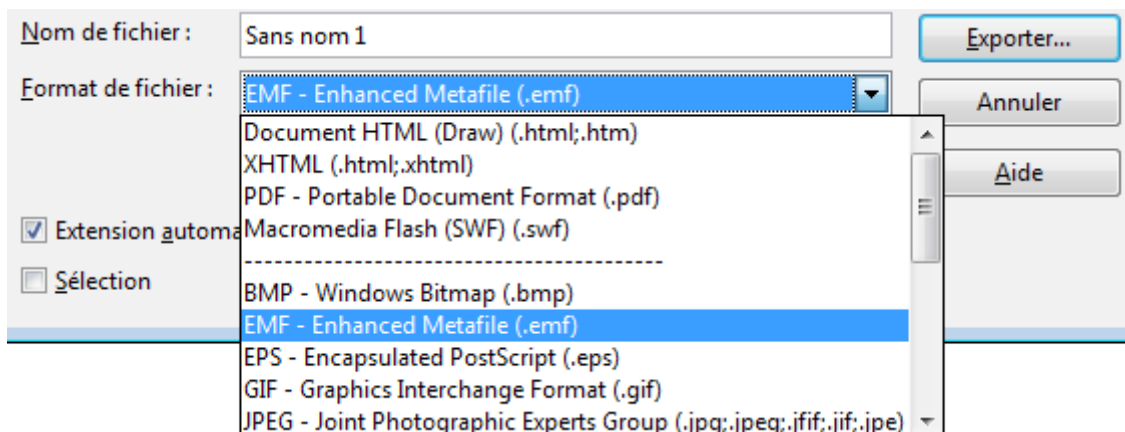 Nom de fichier :
Sans nom 1
Exporter...
Format de fichier :
EMF - Enhanced Metafile (.emf)
Annuler
Document HTML (Draw) (.html;.htm)
XHTML (.html;.xhtml)
Aide
PDF - Portable Document Format (.pdf)
Extension automa
Macromedia Flash (SWF) (.swf)
-----------------------------------------
Sélection
BMP - Windows Bitmap (.bmp)
EMF - Enhanced Metafile (.emf)
EPS - Encapsulated PostScript (.eps)
GIF - Graphics Interchange Format (.gif)
JPEG - Joint Photographic Experts Group (.jpg;.jpeg;.jfif;.jif;.jpe)